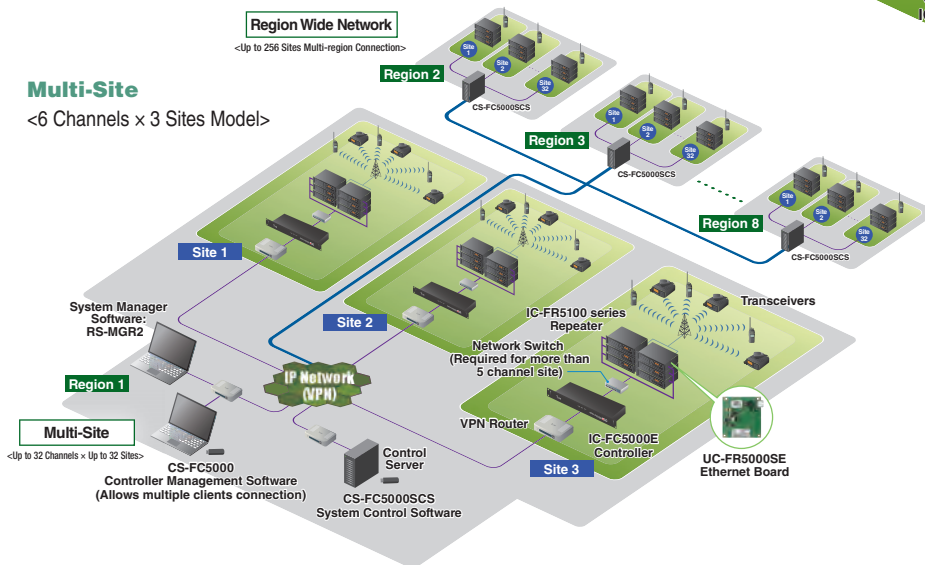 Region Wide Network
<Up to 256 Sites Multi-region Connection>
Multi-Site
<6 Channels × 3 Sites Model>
Region 2
Site
1
Site
2
Site
32
CS-FC5000SCS
Region 3
Site
1
Site
2
Site
32
CS-FC5000SCS
Region 8
Site
1
Site
2
Site
32
CS-FC5000SCS
Site 1
Site 2
System Manager
Software:
RS-MGR2
Region 1
IP Network
(VPN)
Multi-Site
<Up to 32 Channels × Up to 32 Sites>
CS-FC5000
Controller Management Software
(Allows multiple clients connection)
Control
Server
CS-FC5000SCS
System Control Software
Transceivers
IC-FR5100 series
Repeater
Network Switch
(Required for more than
5 channel site)
VPN Router
IC-FC5000E
Controller
Site 3
UC-FR5000SE
Ethernet Board